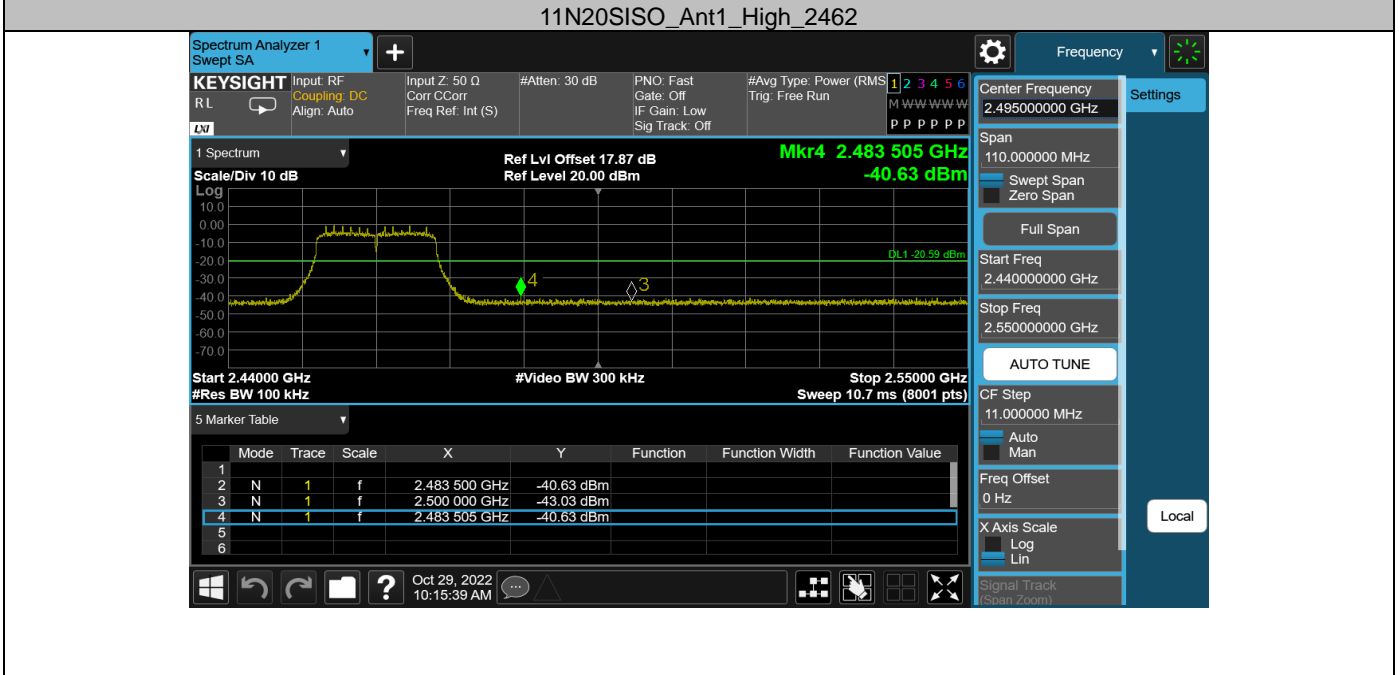 11N20SISO_Ant1_High_2462
Spectrum Analyzer 1
Swept SA
+
Frequency
KEYSIGHT Input: RF Input Z: 50 Ω #Atten: 30 dB PNO: Fast #Avg Type: Power (RMS 1 2 3 4 5 6
R L Coupling: DC Corr CCorr Gate: Off Trig: Free Run M W W W W W
Align: Auto Freq Ref: Int (S) IF Gain: Low
LXI Sig Track: Off P P P P P P
1 Spectrum
Scale/Div 10 dB
Ref Lvl Offset 17.87 dB
Ref Level 20.00 dBm
Mkr4 2.483 505 GHz
-40.63 dBm
Log
10.0
0.00
-10.0
-20.0
-30.0
-40.0
-50.0
-60.0
-70.0
DL1 -20.59 dBm
4
3
Start 2.44000 GHz #Video BW 300 kHz Stop 2.55000 GHz
#Res BW 100 kHz Sweep 10.7 ms (8001 pts)
5 Marker Table
Mode Trace Scale X Y Function Function Width Function Value
1
2 N 1 f 2.483 500 GHz -40.63 dBm
3 N 1 f 2.500 000 GHz -43.03 dBm
4 N 1 f 2.483 505 GHz -40.63 dBm
5
6
?
Oct 29, 2022
10:15:39 AM
Center Frequency
2.495000000 GHz
Settings
Span
110.000000 MHz
Swept Span
Zero Span
Full Span
Start Freq
2.440000000 GHz
Stop Freq
2.550000000 GHz
AUTO TUNE
CF Step
11.000000 MHz
Auto
Man
Freq Offset
0 Hz
X Axis Scale
Log
Lin
Local
Signal Track
(Span Zoom)